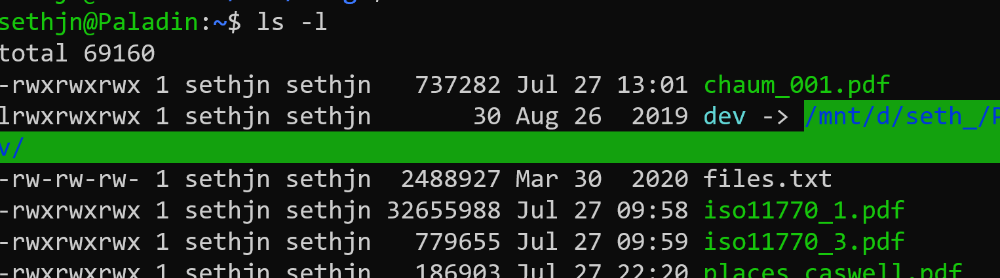 sethjn@Paladin:~$ ls -l
total 69160
-rwxrwxrwx 1 sethjn sethjn   737282 Jul 27 13:01 chaum_001.pdf
lrwxrwxrwx 1 sethjn sethjn       30 Aug 26  2019 dev -> /mnt/d/seth_/P
v/
-rw-rw-rw- 1 sethjn sethjn  2488927 Mar 30  2020 files.txt
-rwxrwxrwx 1 sethjn sethjn 32655988 Jul 27 09:58 iso11770_1.pdf
-rwxrwxrwx 1 sethjn sethjn   779655 Jul 27 09:59 iso11770_3.pdf
-rwxrwxrwx 1 sethjn sethjn   186903 Jul 27 22:20 places_caswell.pdf